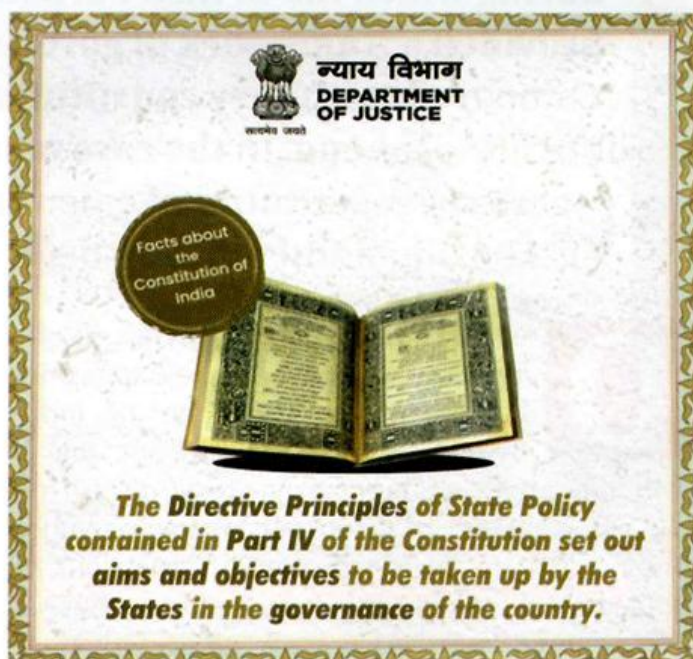 न्याय विभाग
DEPARTMENT
OF JUSTICE
सत्यमेव जयते
Facts about
the
Constitution of
India
The Directive Principles of State Policy
contained in Part IV of the Constitution set out
aims and objectives to be taken up by the
States in the governance of the country.